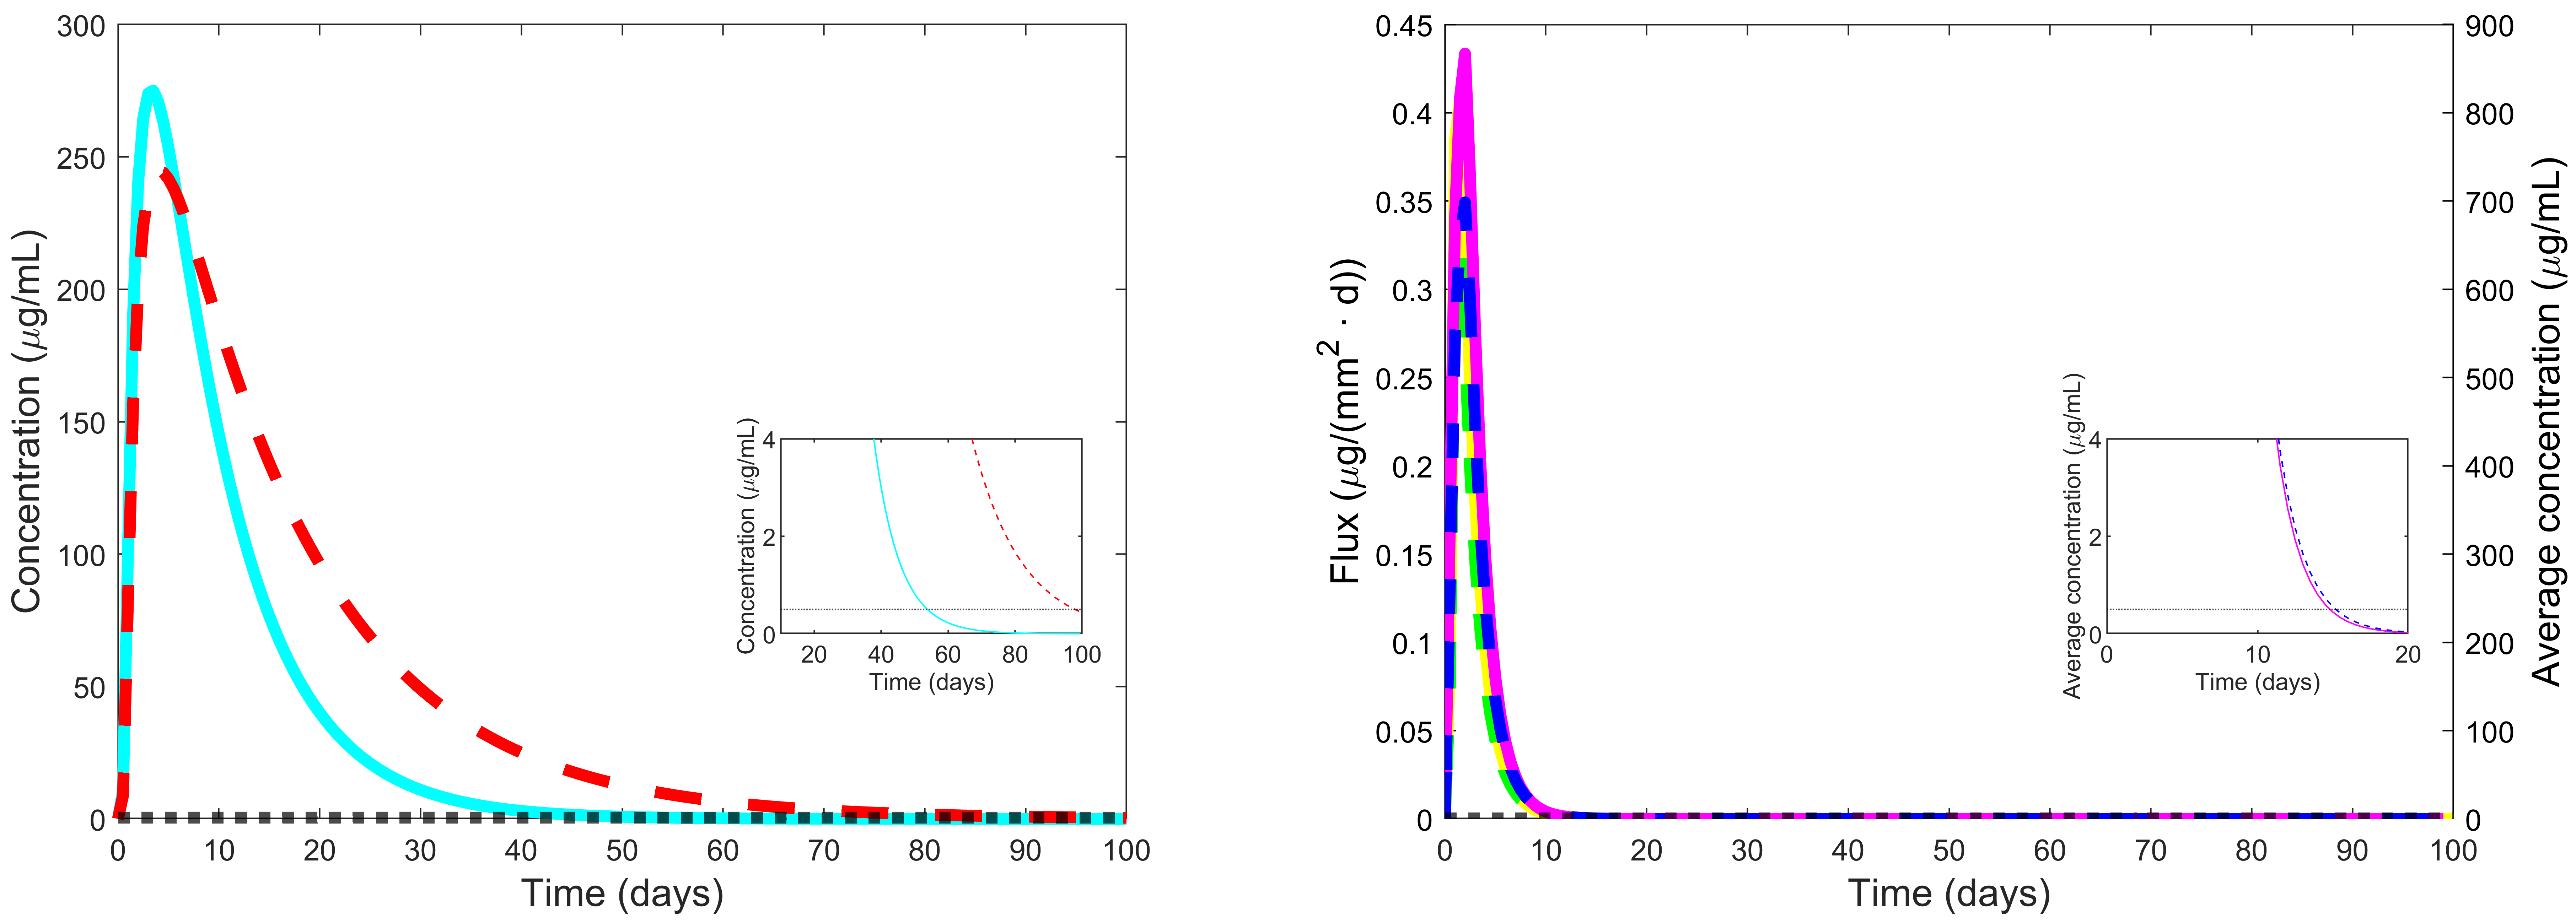 300
250
200
150
100
50
0
Concentration (μg/mL)
0 10 20 30 40 50 60 70 80 90 100
Time (days)
4
2
0
Concentration (μg/mL)
20 40 60 80 100
Time (days)
0.45
0.4
0.35
0.3
0.25
0.2
0.15
0.1
0.05
0
Flux (μg/(mm² · d))
0 10 20 30 40 50 60 70 80 90 100
Time (days)
4
2
0
Average concentration (μg/mL)
0 10 20
Time (days)
900
800
700
600
500
400
300
200
100
0
Average concentration (μg/mL)